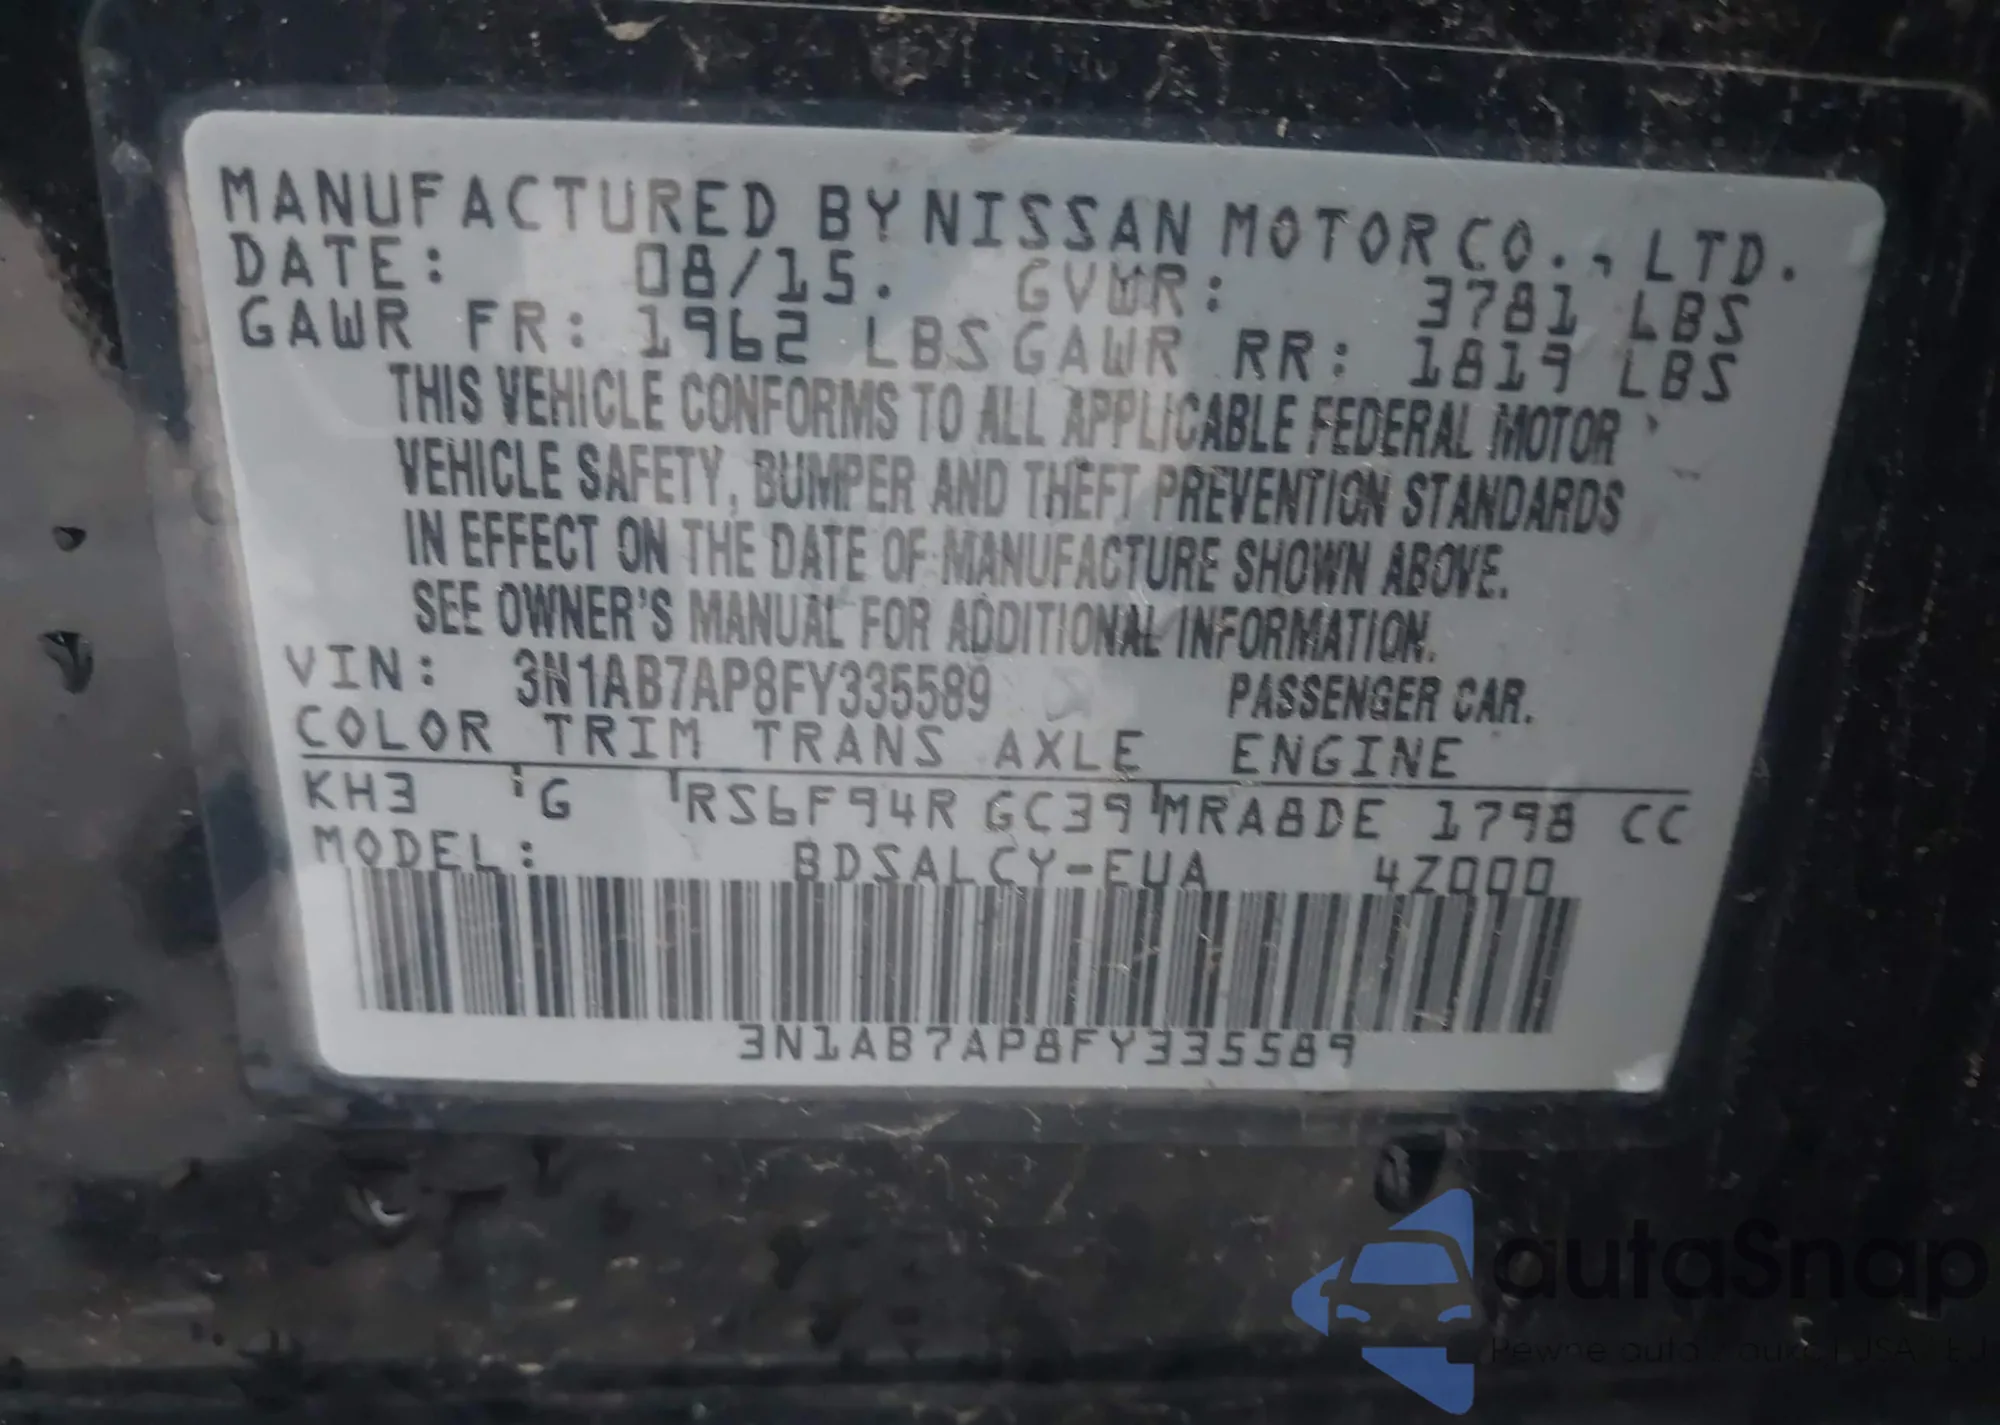 MANUFACTURED BY NISSAN MOTOR CO., LTD.
DATE: 08/15. GVWR: 3781 LBS
GAWR FR: 1962 LBS GAWR RR: 1819 LBS
THIS VEHICLE CONFORMS TO ALL APPLICABLE FEDERAL MOTOR
VEHICLE SAFETY, BUMPER AND THEFT PREVENTION STANDARDS
IN EFFECT ON THE DATE OF MANUFACTURE SHOWN ABOVE.
SEE OWNER'S MANUAL FOR ADDITIONAL INFORMATION.
VIN: 3N1AB7AP8FY335589 PASSENGER CAR.
COLOR TRIM TRANS AXLE ENGINE
KH3 G RS6F94R GC39 MRA8DE 1798 CC
MODEL: BDSALCY-EUA 4Z000
3N1AB7AP8FY335589
autaSnap
Pewne auta